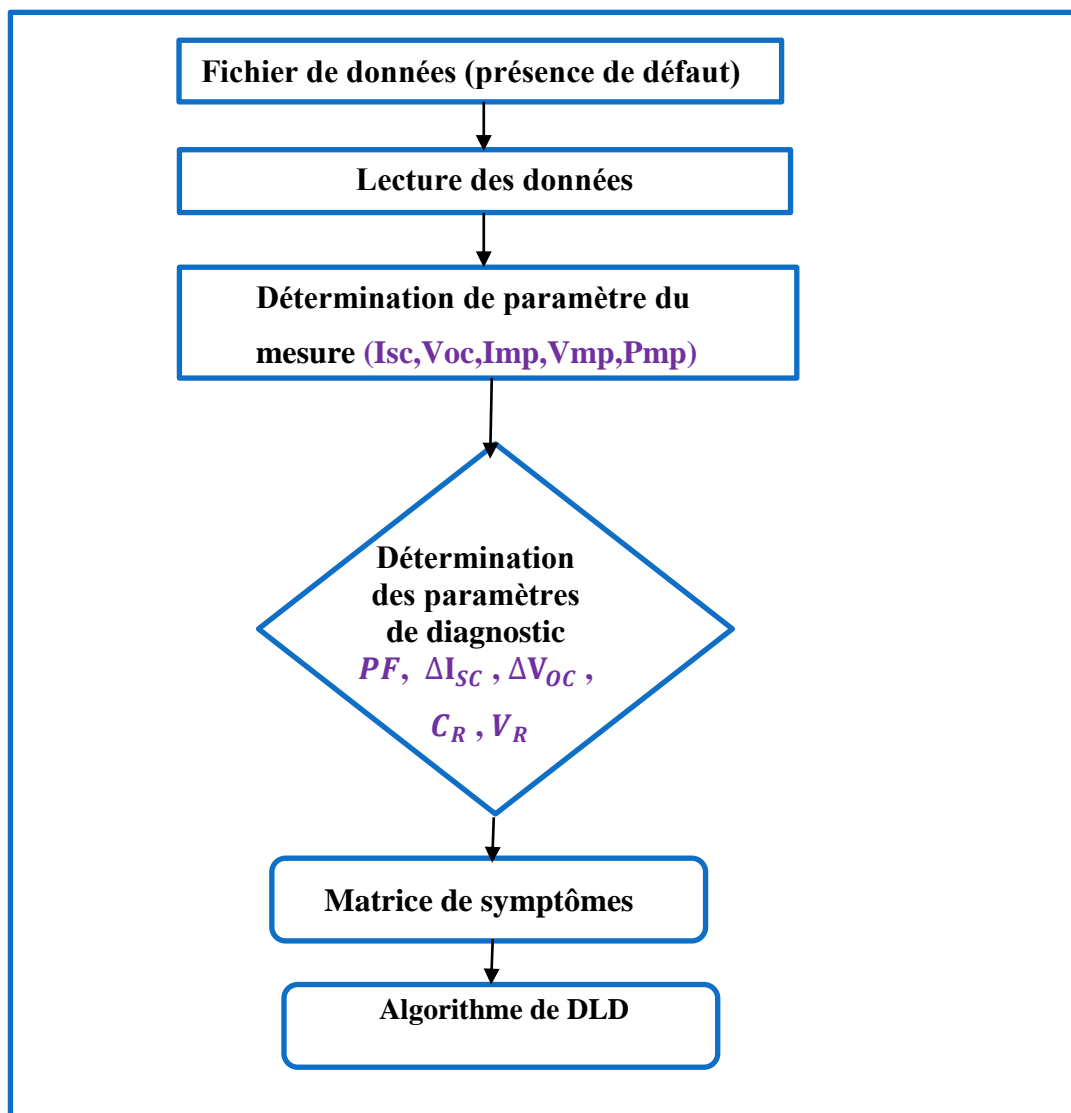 Fichier de données (présence de défaut)
Lecture des données
Détermination de paramètre du
mesure (Isc,Voc,Imp,Vmp,Pmp)
Détermination
des paramètres
de diagnostic
PF, ΔI_SC , ΔV_OC ,
C_R , V_R
Matrice de symptômes
Algorithme de DLD